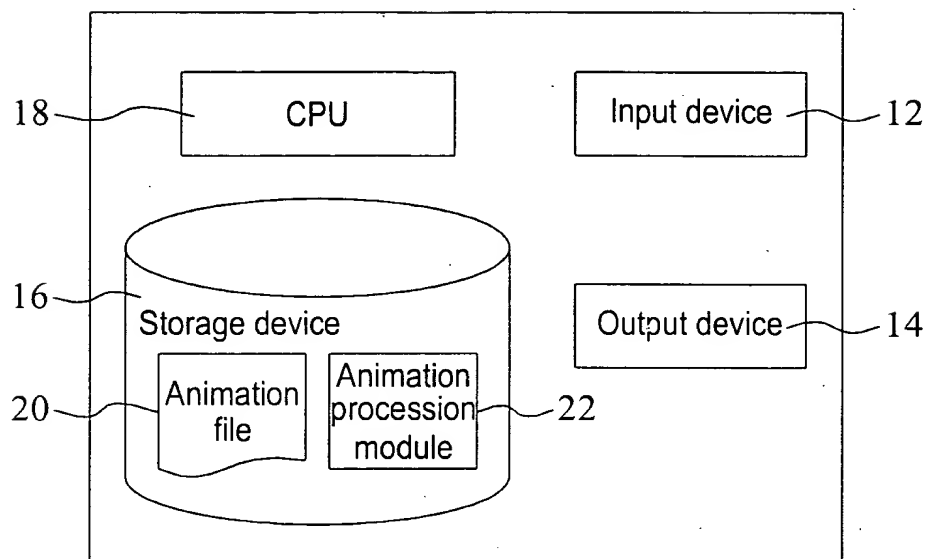 18
CPU
Input device
12
16
Storage device
Output device
14
20
Animation
file
Animation
procession
module
22